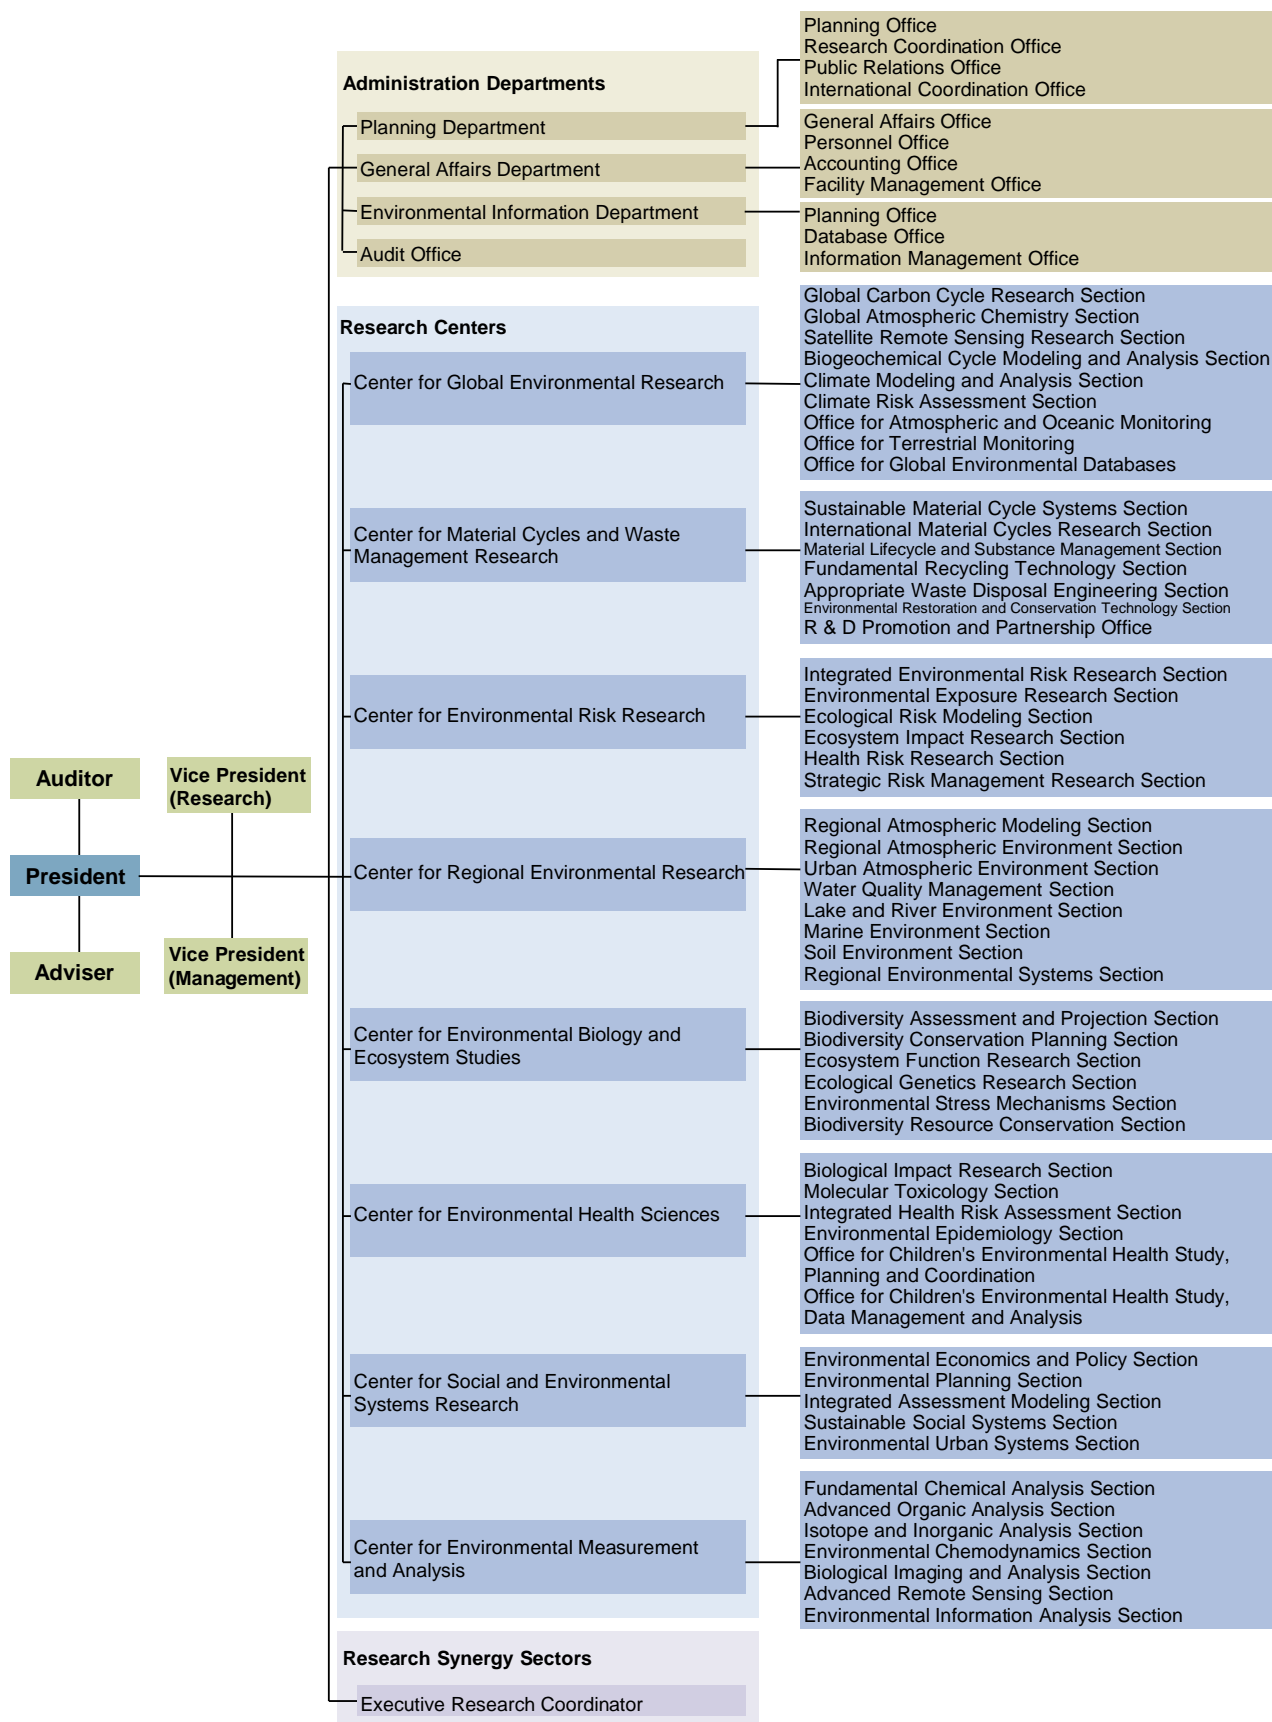 Auditor
President
Adviser
Vice President
(Research)
Vice President
(Management)
Administration Departments
Planning Department
General Affairs Department
Environmental Information Department
Audit Office
Planning Office
Research Coordination Office
Public Relations Office
International Coordination Office
General Affairs Office
Personnel Office
Accounting Office
Facility Management Office
Planning Office
Database Office
Information Management Office
Research Centers
Center for Global Environmental Research
Global Carbon Cycle Research Section
Global Atmospheric Chemistry Section
Satellite Remote Sensing Research Section
Biogeochemical Cycle Modeling and Analysis Section
Climate Modeling and Analysis Section
Climate Risk Assessment Section
Office for Atmospheric and Oceanic Monitoring
Office for Terrestrial Monitoring
Office for Global Environmental Databases
Center for Material Cycles and Waste
Management Research
Sustainable Material Cycle Systems Section
International Material Cycles Research Section
Material Lifecycle and Substance Management Section
Fundamental Recycling Technology Section
Appropriate Waste Disposal Engineering Section
Environmental Restoration and Conservation Technology Section
R & D Promotion and Partnership Office
Center for Environmental Risk Research
Integrated Environmental Risk Research Section
Environmental Exposure Research Section
Ecological Risk Modeling Section
Ecosystem Impact Research Section
Health Risk Research Section
Strategic Risk Management Research Section
Center for Regional Environmental Research
Regional Atmospheric Modeling Section
Regional Atmospheric Environment Section
Urban Atmospheric Environment Section
Water Quality Management Section
Lake and River Environment Section
Marine Environment Section
Soil Environment Section
Regional Environmental Systems Section
Center for Environmental Biology and
Ecosystem Studies
Biodiversity Assessment and Projection Section
Biodiversity Conservation Planning Section
Ecosystem Function Research Section
Ecological Genetics Research Section
Environmental Stress Mechanisms Section
Biodiversity Resource Conservation Section
Center for Environmental Health Sciences
Biological Impact Research Section
Molecular Toxicology Section
Integrated Health Risk Assessment Section
Environmental Epidemiology Section
Office for Children's Environmental Health Study,
Planning and Coordination
Office for Children's Environmental Health Study,
Data Management and Analysis
Center for Social and Environmental
Systems Research
Environmental Economics and Policy Section
Environmental Planning Section
Integrated Assessment Modeling Section
Sustainable Social Systems Section
Environmental Urban Systems Section
Center for Environmental Measurement
and Analysis
Fundamental Chemical Analysis Section
Advanced Organic Analysis Section
Isotope and Inorganic Analysis Section
Environmental Chemodynamics Section
Biological Imaging and Analysis Section
Advanced Remote Sensing Section
Environmental Information Analysis Section
Research Synergy Sectors
Executive Research Coordinator